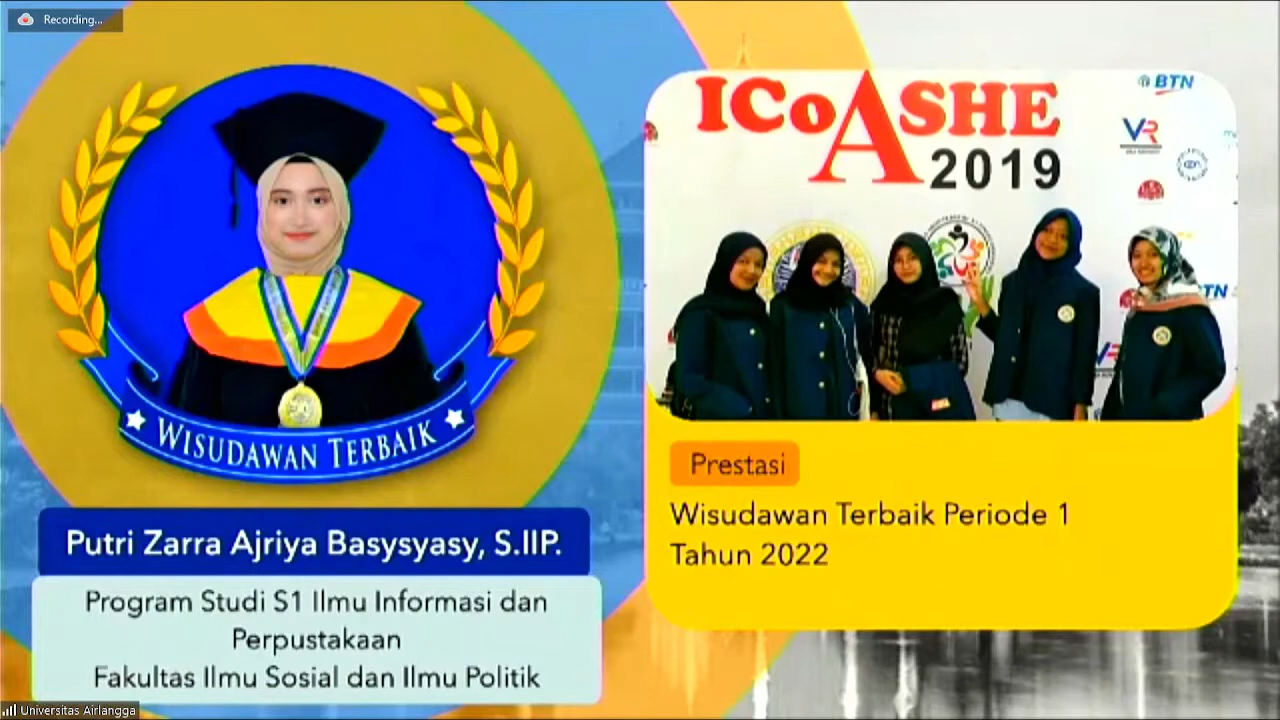 Recording...
WISUDAWAN TERBAIK
Putri Zarra Ajriya Basysyasy, S.IIP.
Program Studi S1 Ilmu Informasi dan
Perpustakaan
Fakultas Ilmu Sosial dan Ilmu Politik
ICoASHE
2019
BTN
VR
BTN
Prestasi
Wisudawan Terbaik Periode 1
Tahun 2022
Universitas Airlangga